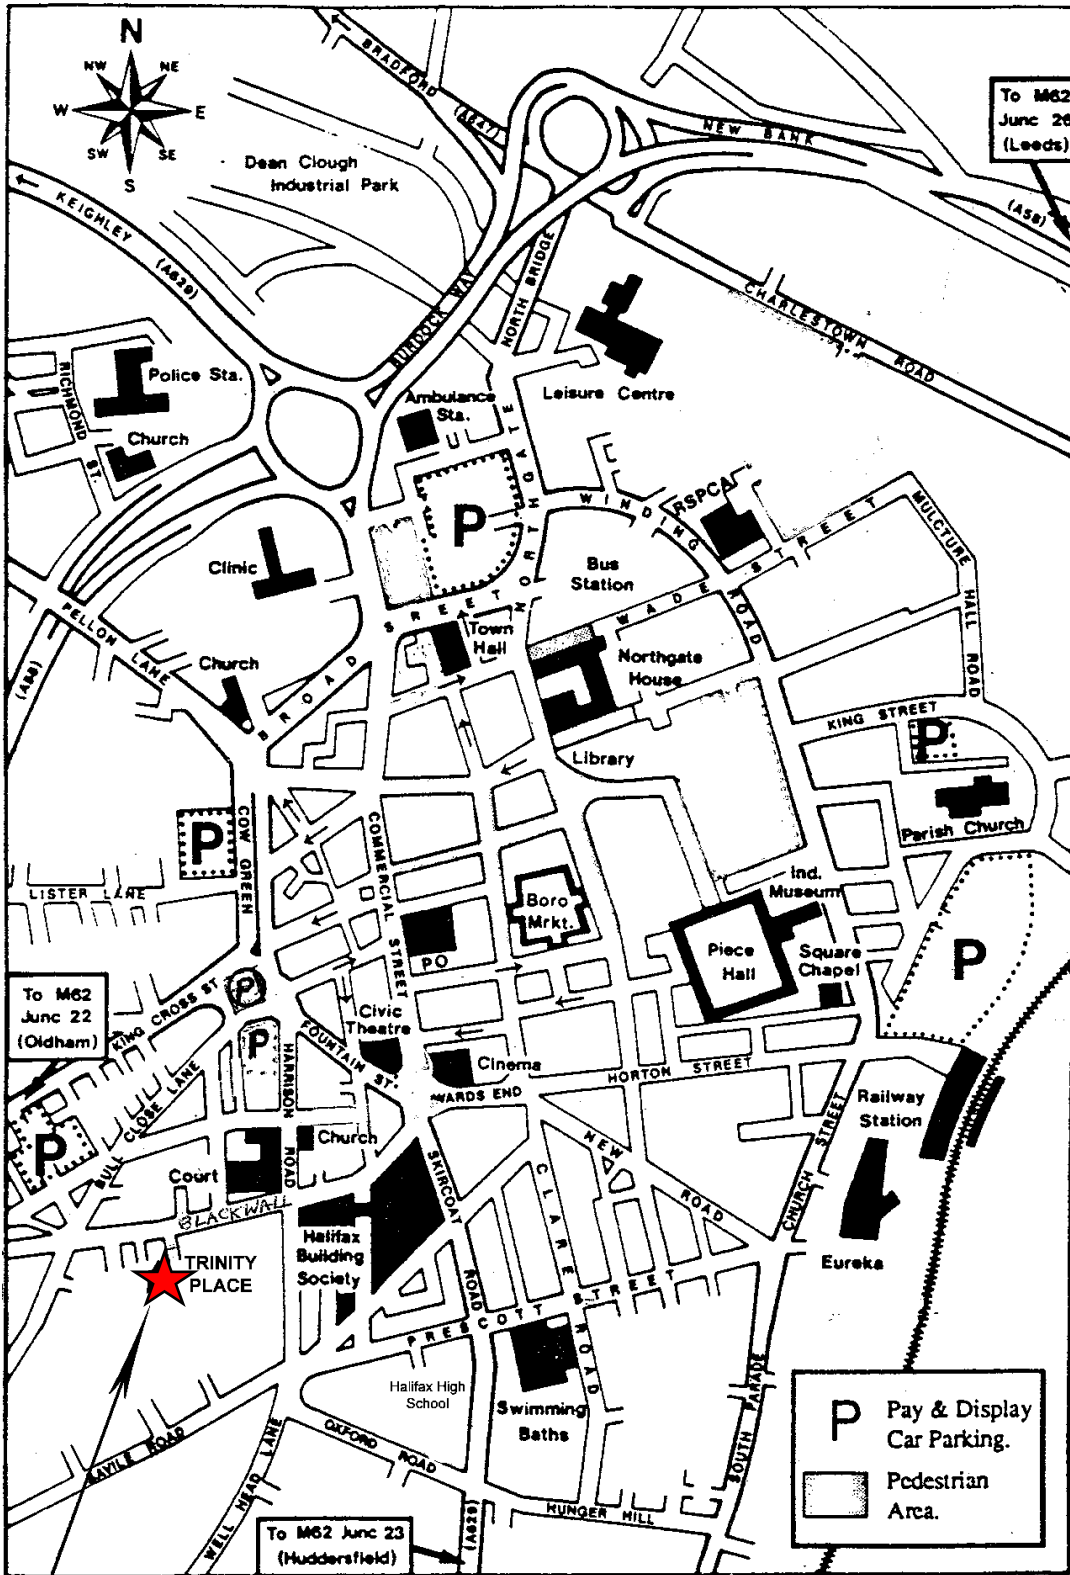 N
NW
NE
W
E
SW
SE
S
BRADFORD
(A647)
NEW BANK
To M62
Junc 26
(Leeds)
(A58)
Dean Clough
Industrial Park
KEIGHLEY
(A629)
BURDOCK WAY
NORTH BRIDGE
CHARLESTOWN
ROAD
Police Sta.
RICHMOND
ST.
Church
Ambulance
Sta.
Leisure Centre
P
NORTHGATE
WINDING
ROAD
RSPCA
WADE STREET
MULCTURE
HALL ROAD
Clinic
Bus
Station
PELLON LANE
(A58)
BROAD STREET
Town
Hall
Northgate
House
Church
Library
KING STREET
P
Parish Church
P
COW GREEN
COMMERCIAL STREET
LISTER LANE
Boro
Mrkt.
PO
Ind.
Museum
Piece
Hall
Square
Chapel
P
To M62
Junc 22
(Oldham)
KING CROSS ST
P
P
Civic
Theatre
FOUNTAIN ST.
Cinema
WARDS END
HORTON STREET
HARRISON ROAD
BULL CLOSE LANE
P
Court
Church
BLACKWALL
Railway
Station
CHURCH STREET
NEW ROAD
SKIRCOAT ROAD
CLARE ROAD
Halifax
Building
Society
Eureka
TRINITY
PLACE
PRESCOTT STREET
Halifax High
School
Swimming
Baths
SOUTH PARADE
SAVILE ROAD
WELL HEAD LANE
OXFORD ROAD
HUNGER HILL
(A629)
To M62 Junc 23
(Huddersfield)
P
Pay & Display
Car Parking.
Pedestrian
Area.